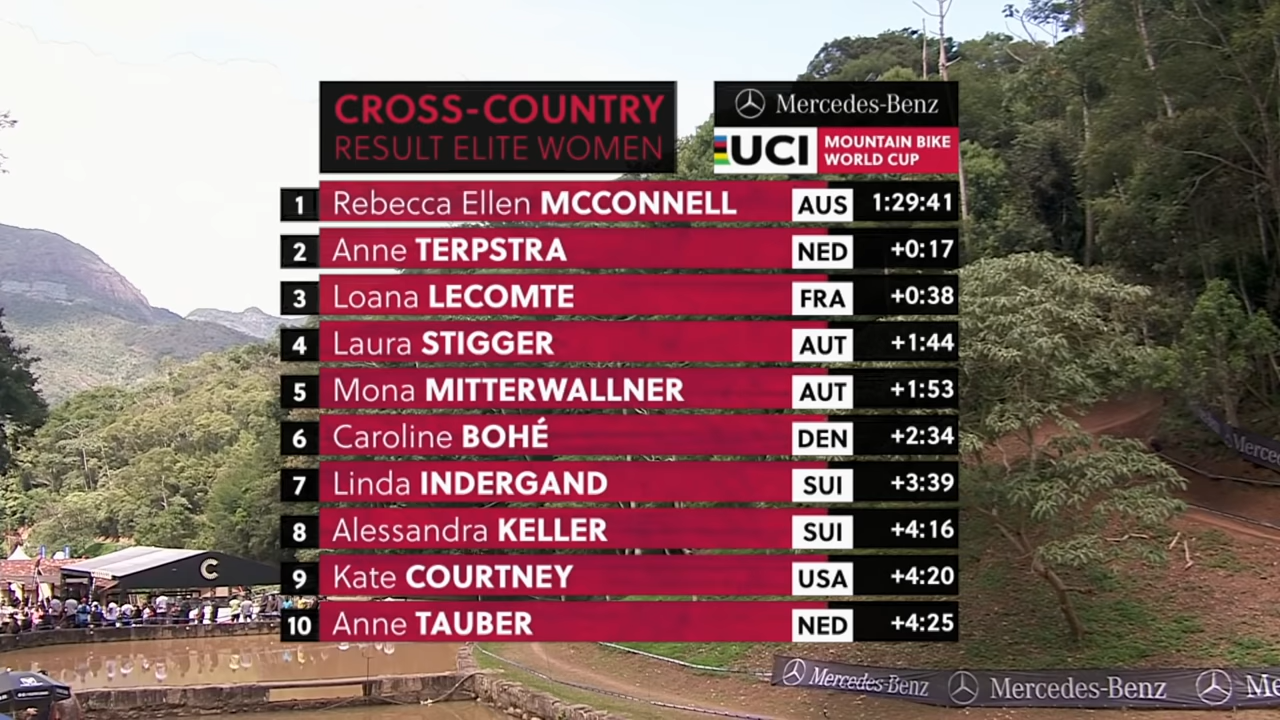 CROSS-COUNTRY
RESULT ELITE WOMEN
Mercedes-Benz
UCI MOUNTAIN BIKE
WORLD CUP
1 Rebecca Ellen MCCONNELL AUS 1:29:41
2 Anne TERPSTRA NED +0:17
3 Loana LECOMTE FRA +0:38
4 Laura STIGGER AUT +1:44
5 Mona MITTERWALLNER AUT +1:53
6 Caroline BOHÉ DEN +2:34
7 Linda INDERGAND SUI +3:39
8 Alessandra KELLER SUI +4:16
9 Kate COURTNEY USA +4:20
10 Anne TAUBER NED +4:25
Merce
C
Mercedes-Benz Mercedes-Benz Me